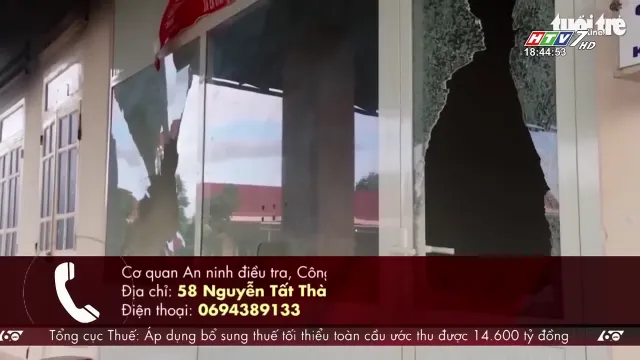 tuổi trẻ
HTV7 HD
18:44:53
Cơ quan An ninh điều tra, Công
Địa chỉ: 58 Nguyễn Tất Thà
Điện thoại: 0694389133
60 Tổng cục Thuế: Áp dụng bổ sung thuế tối thiểu toàn cầu ước thu được 14.600 tỷ đồng 60